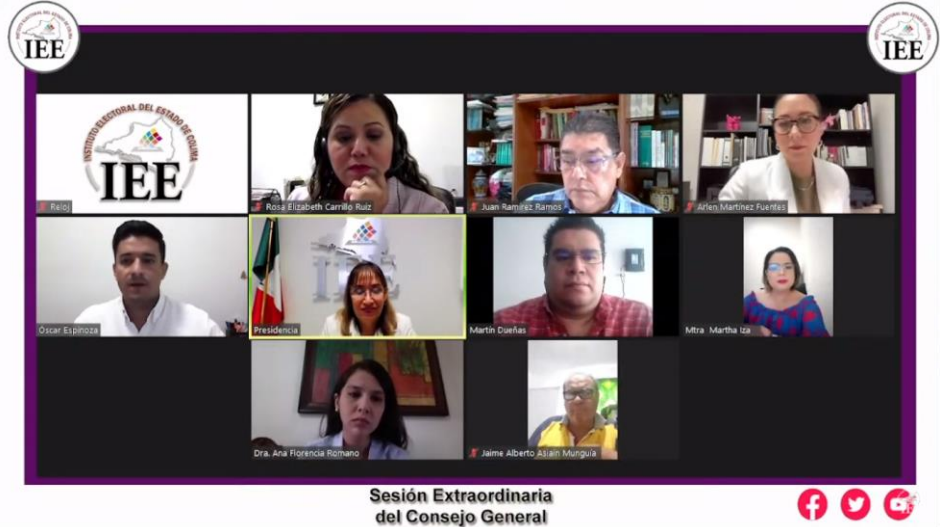 IEE
IEE
INSTITUTO ELECTORAL DEL ESTADO DE COLIMA
IEE
Reloj
Rosa Elizabeth Carrillo Ruiz
Juan Ramírez Ramos
Arlen Martínez Fuentes
IEE
Óscar Espinoza
Presidencia
Martín Dueñas
Mtra Martha Iza
Dra. Ana Florencia Romano
Jaime Alberto Asiain Munguía
Sesión Extraordinaria
del Consejo General